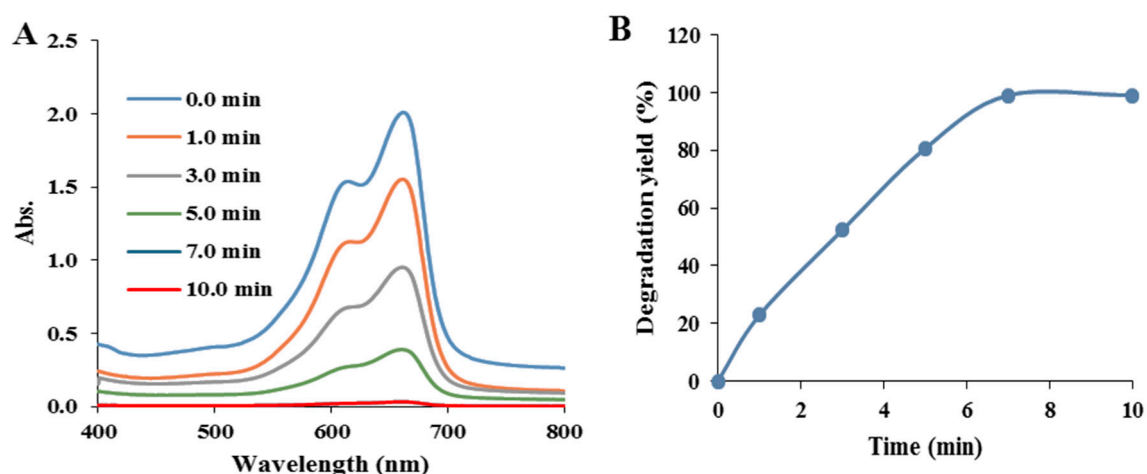 A
2.5
2.0
1.5
1.0
0.5
0.0
400
500
600
700
800
Abs.
Wavelength (nm)
0.0 min
1.0 min
3.0 min
5.0 min
7.0 min
10.0 min
B
120
100
80
60
40
20
0
0
2
4
6
8
10
Degradation yield (%)
Time (min)